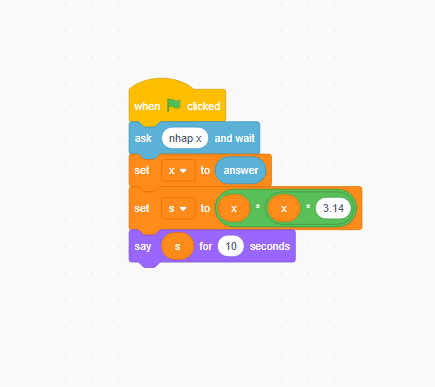 when clicked
ask nhap x and wait
set x to answer
set s to x * x * 3.14
say s for 10 seconds